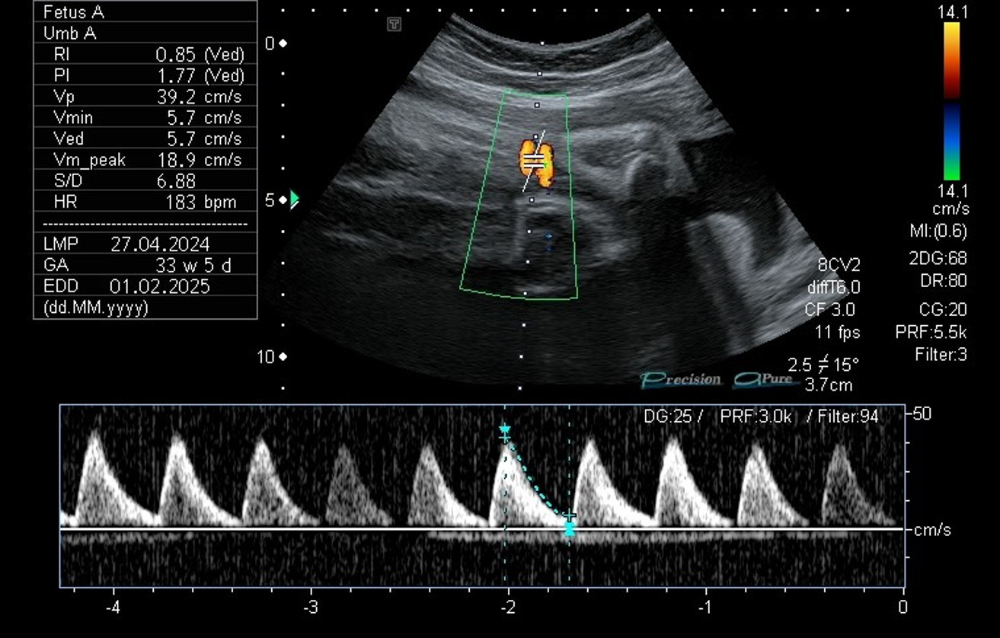 Fetus A
Umb A
RI 0.85 (Ved)
PI 1.77 (Ved)
Vp 39.2 cm/s
Vmin 5.7 cm/s
Ved 5.7 cm/s
Vm_peak 18.9 cm/s
S/D 6.88
HR 183 bpm
LMP 27.04.2024
GA 33 w 5 d
EDD 01.02.2025
(dd.MM.yyyy)
T
0
5
10
14.1
14.1
cm/s
MI:(0.6)
2DG:68
DR:80
CG:20
PRF:5.5k
Filter:3
8CV2
diffT6.0
CF 3.0
11 fps
2.5 15°
3.7cm
Precision APure
DG:25 / PRF:3.0k / Filter:94
50
cm/s
-4 -3 -2 -1 0